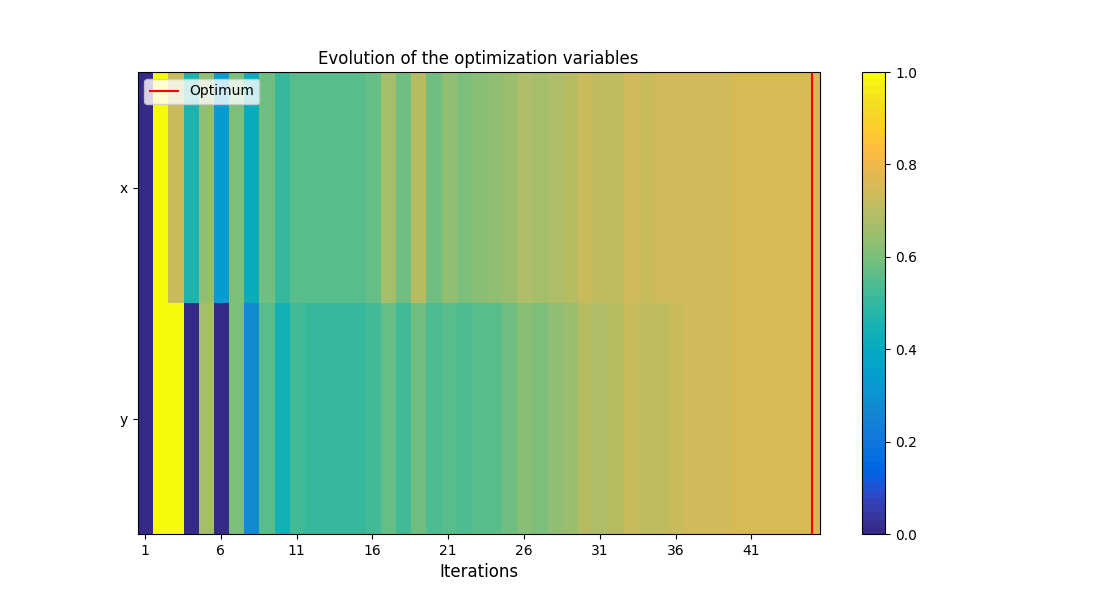 Evolution of the optimization variables
Optimum
x
y
1 6 11 16 21 26 31 36 41
Iterations
1.0
0.8
0.6
0.4
0.2
0.0